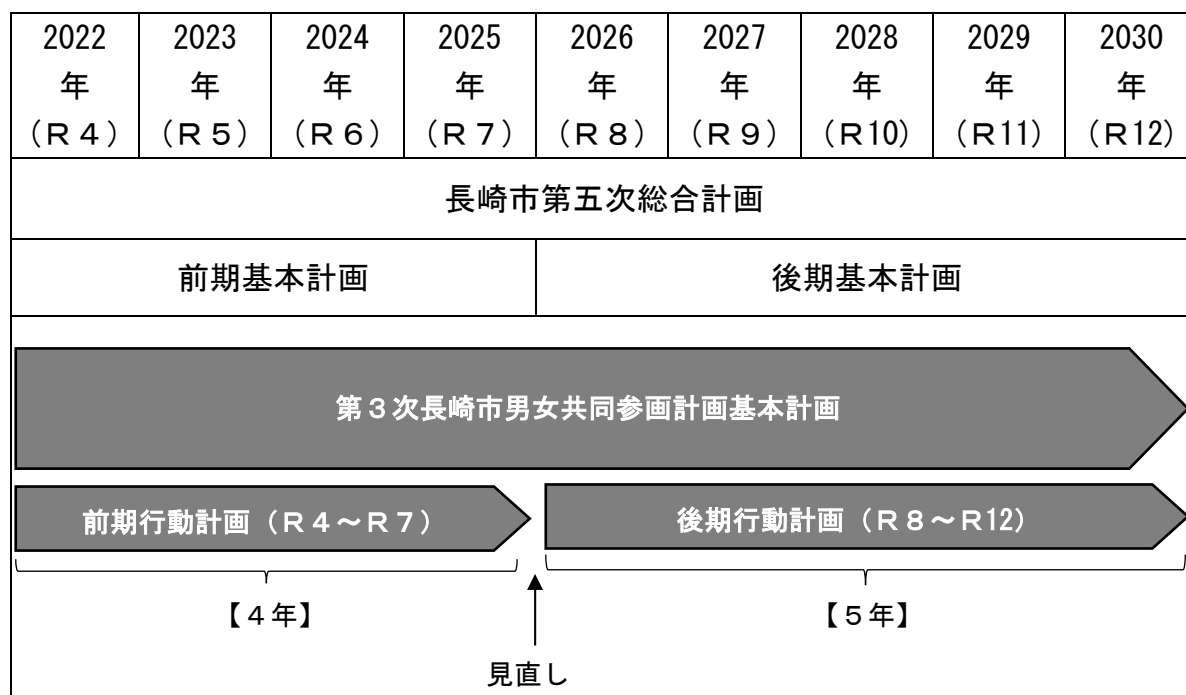 2022 2023 2024 2025 2026 2027 2028 2029 2030
年 年 年 年 年 年 年 年 年
（Ｒ４） （Ｒ５） （Ｒ６） （Ｒ７） （Ｒ８） （Ｒ９） （Ｒ10） （Ｒ11） （Ｒ12）
長崎市第五次総合計画
前期基本計画 後期基本計画
第３次長崎市男女共同参画計画基本計画
前期行動計画（Ｒ４～Ｒ７） 後期行動計画（Ｒ８～Ｒ12）
【４年】 【５年】
見直し